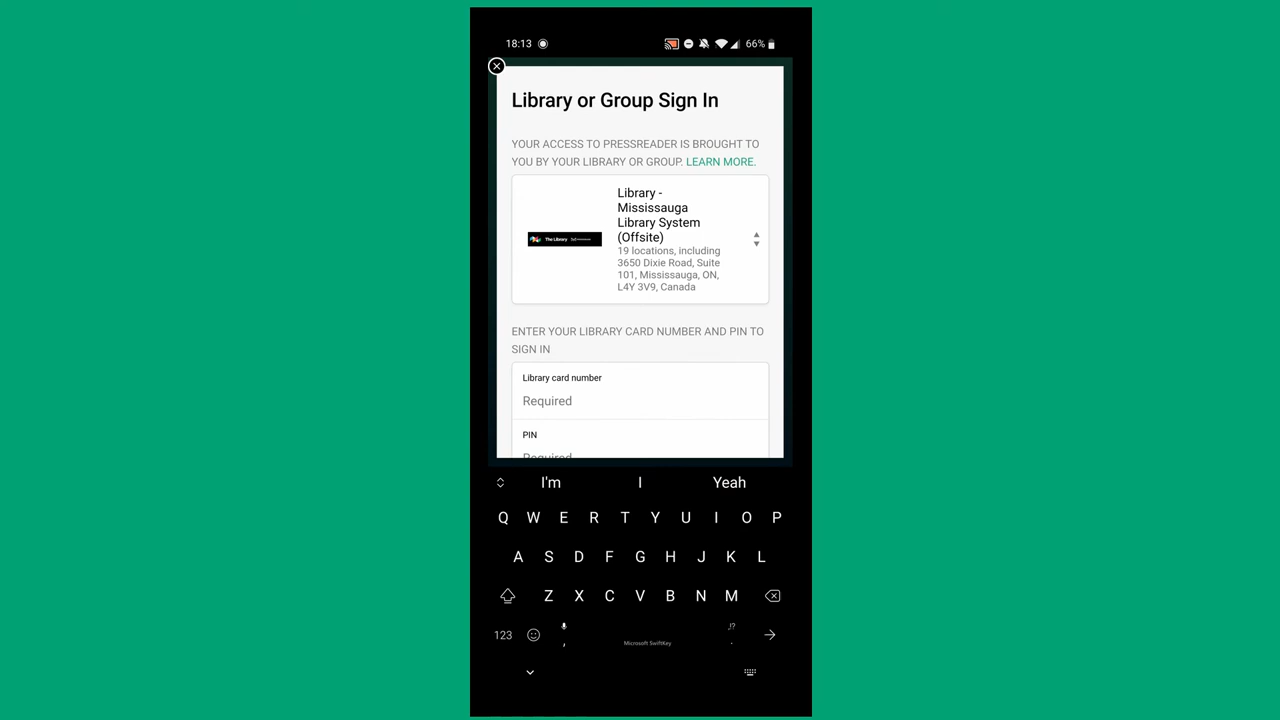 18:13
66%
Library or Group Sign In
YOUR ACCESS TO PRESSREADER IS BROUGHT TO
YOU BY YOUR LIBRARY OR GROUP. LEARN MORE.
The Library
Library -
Mississauga
Library System
(Offsite)
19 locations, including
3650 Dixie Road, Suite
101, Mississauga, ON,
L4Y 3V9, Canada
ENTER YOUR LIBRARY CARD NUMBER AND PIN TO
SIGN IN
Library card number
Required
PIN
Required
I'm I Yeah
Q W E R T Y U I O P
A S D F G H J K L
Z X C V B N M
123 , Microsoft SwiftKey ,!? .